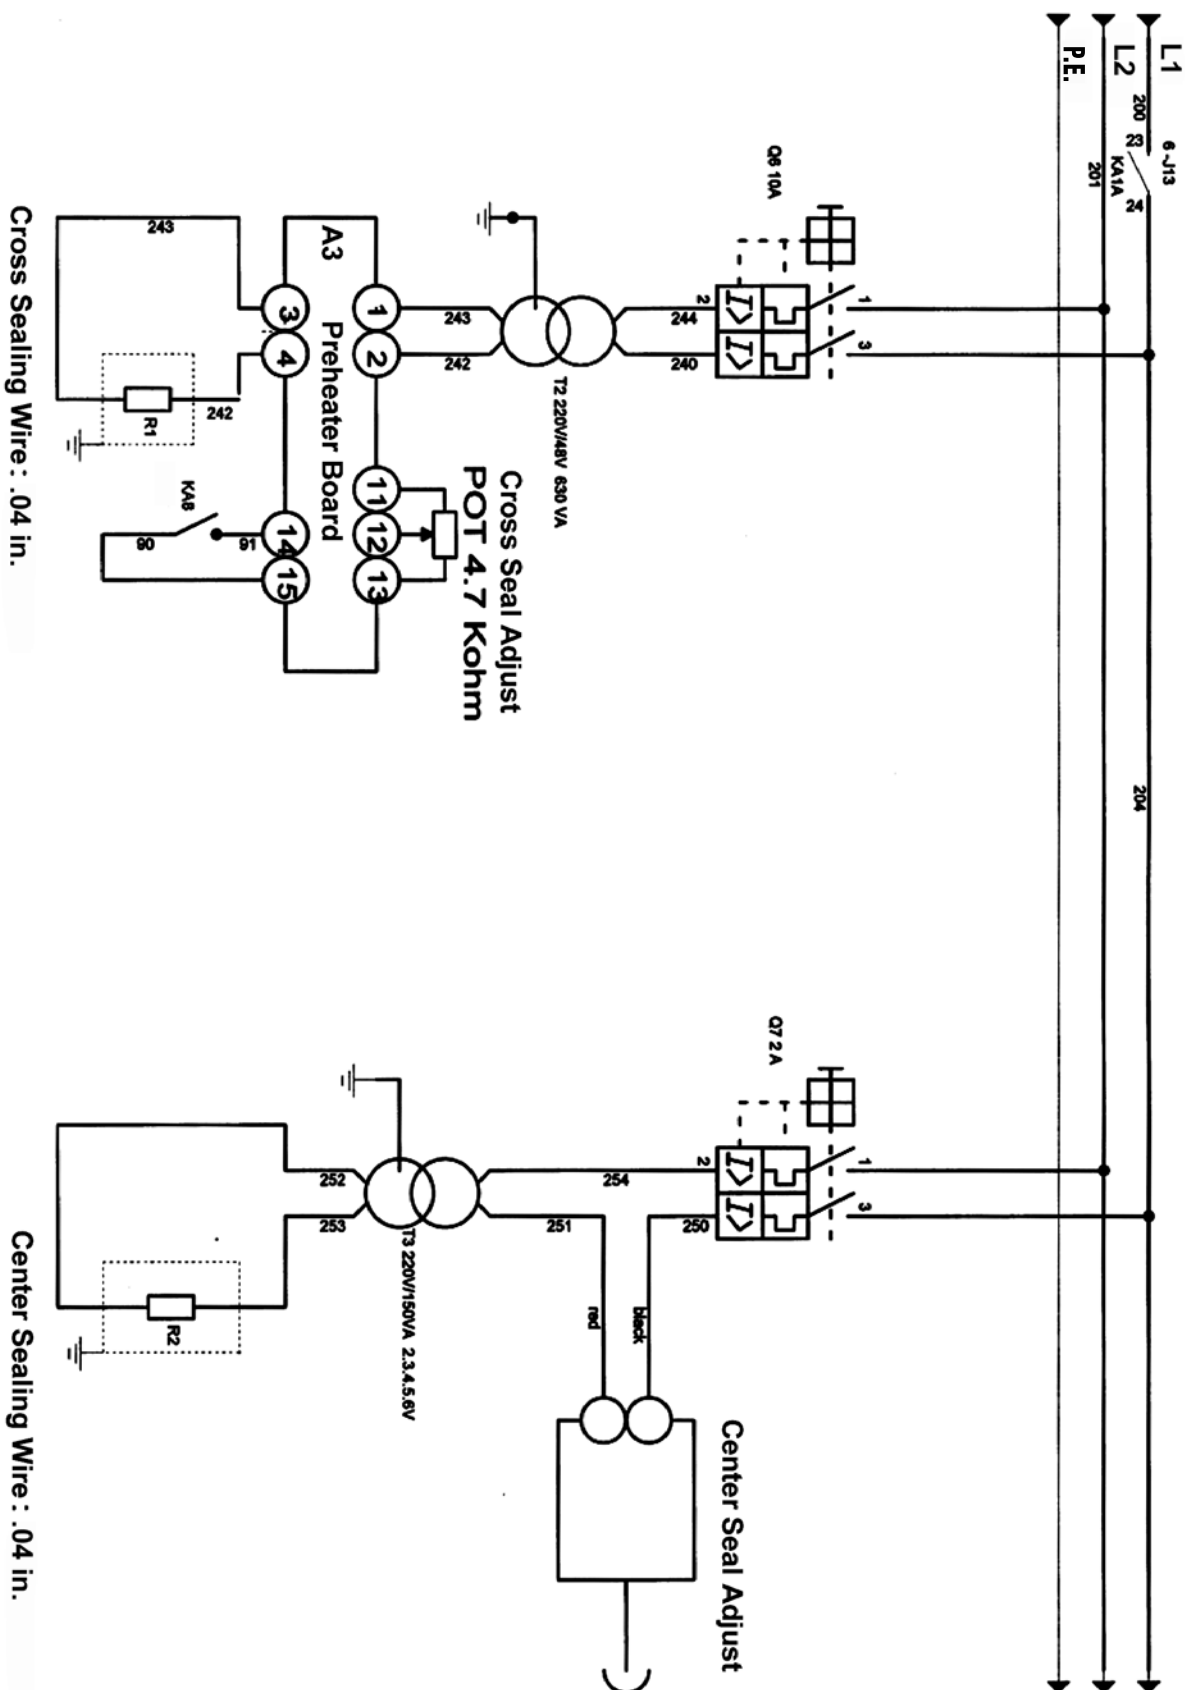 L1
L2
P.E.
200
6 -J13
23
24
KA1A
201
204
Q6 10A
1
3
2
244
240
T2 220V/48V 630 VA
243
242
A3
1
2
3
4
Preheater Board
11
12
13
14
15
Cross Seal Adjust
POT 4.7 Kohm
243
242
R1
KA8
90
91
Cross Sealing Wire : .04 in.
Q7 2 A
1
3
2
254
250
251
black
red
Center Seal Adjust
T3 220V/150VA 2.3.4.5.6V
252
253
R2
Center Sealing Wire : .04 in.